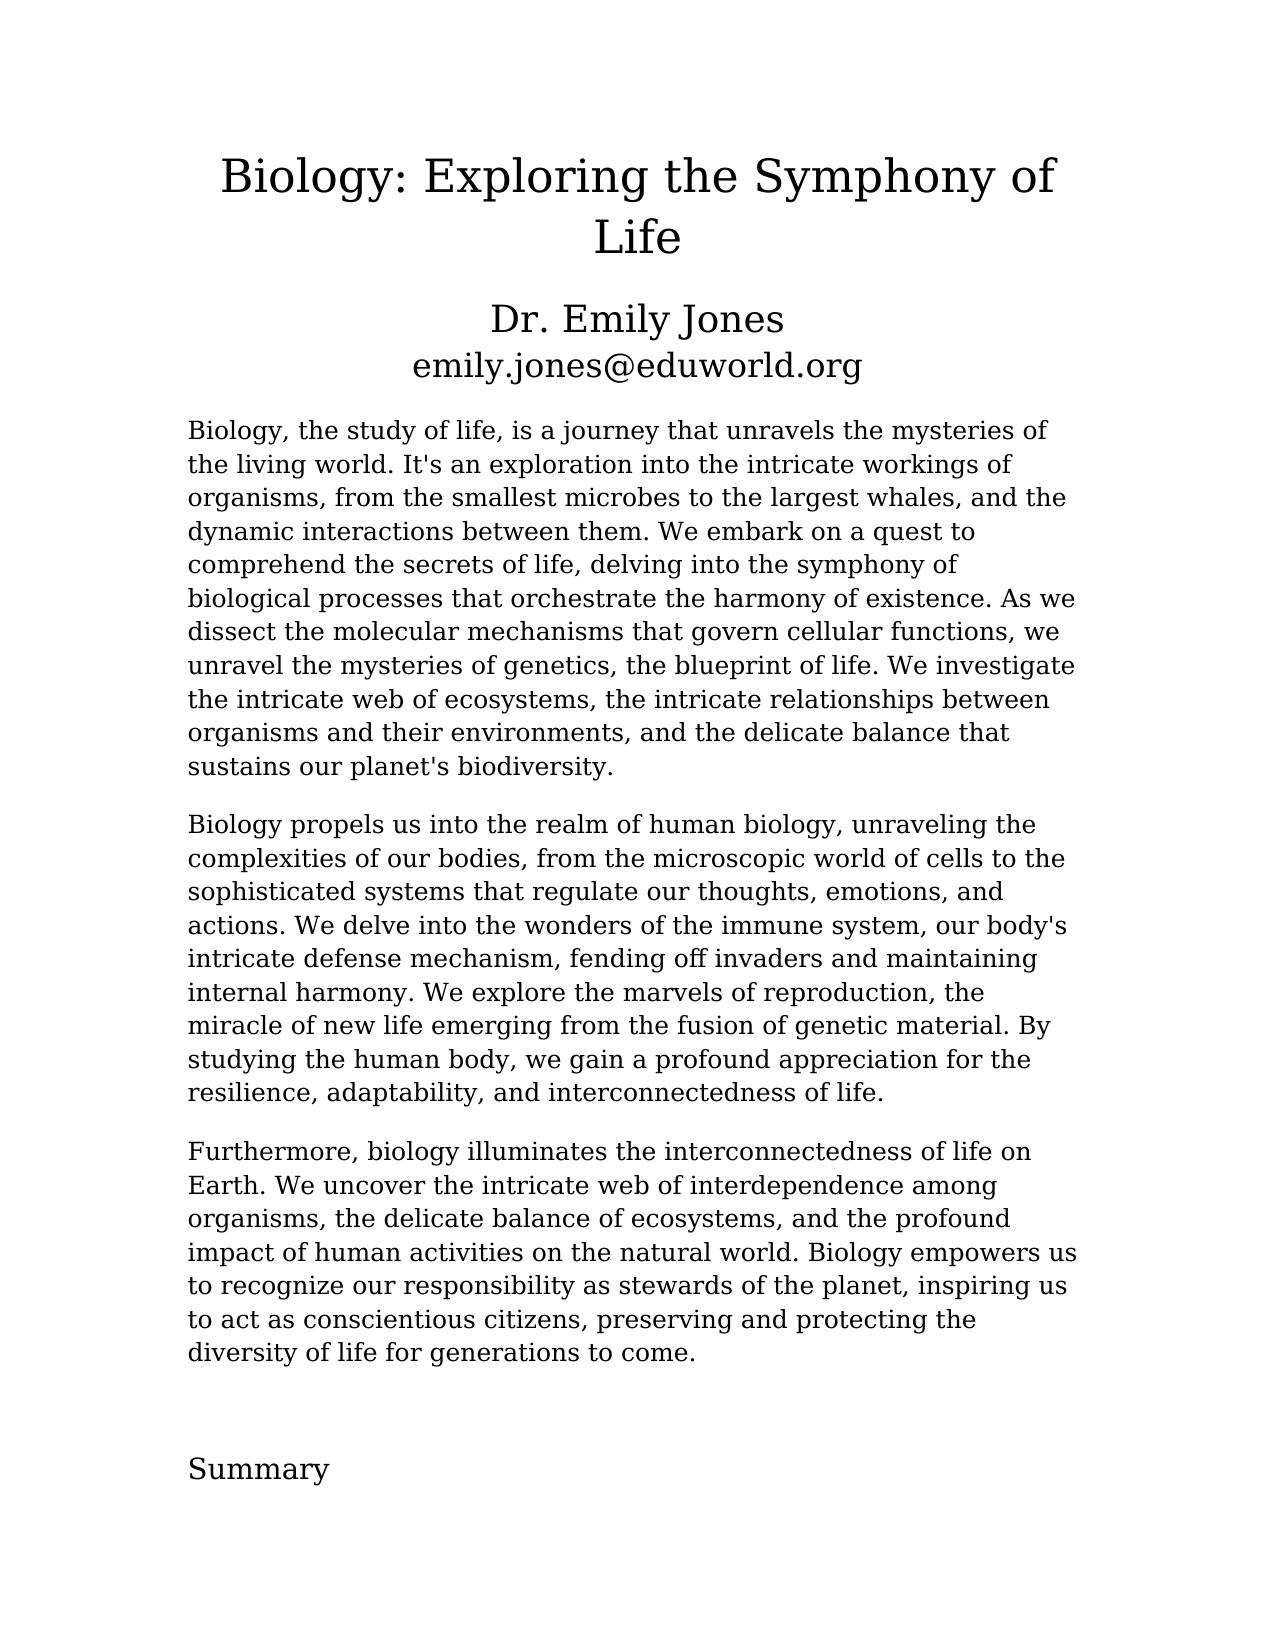 Biology: Exploring the Symphony of
Life
Dr. Emily Jones
emily.jones@eduworld.org
Biology, the study of life, is a journey that unravels the mysteries of
the living world. It's an exploration into the intricate workings of
organisms, from the smallest microbes to the largest whales, and the
dynamic interactions between them. We embark on a quest to
comprehend the secrets of life, delving into the symphony of
biological processes that orchestrate the harmony of existence. As we
dissect the molecular mechanisms that govern cellular functions, we
unravel the mysteries of genetics, the blueprint of life. We investigate
the intricate web of ecosystems, the intricate relationships between
organisms and their environments, and the delicate balance that
sustains our planet's biodiversity.
Biology propels us into the realm of human biology, unraveling the
complexities of our bodies, from the microscopic world of cells to the
sophisticated systems that regulate our thoughts, emotions, and
actions. We delve into the wonders of the immune system, our body's
intricate defense mechanism, fending off invaders and maintaining
internal harmony. We explore the marvels of reproduction, the
miracle of new life emerging from the fusion of genetic material. By
studying the human body, we gain a profound appreciation for the
resilience, adaptability, and interconnectedness of life.
Furthermore, biology illuminates the interconnectedness of life on
Earth. We uncover the intricate web of interdependence among
organisms, the delicate balance of ecosystems, and the profound
impact of human activities on the natural world. Biology empowers us
to recognize our responsibility as stewards of the planet, inspiring us
to act as conscientious citizens, preserving and protecting the
diversity of life for generations to come.
Summary